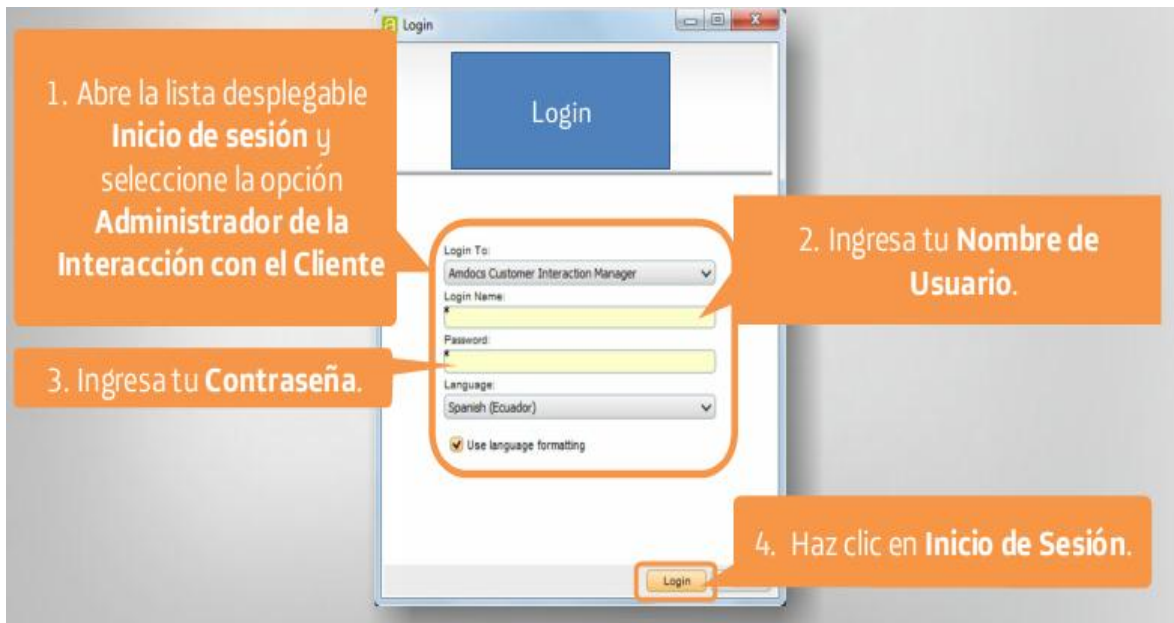 Login
Login
1. Abre la lista desplegable
Inicio de sesión y
seleccione la opción
Administrador de la
Interacción con el Cliente
Login To:
Amdocs Customer Interaction Manager
Login Name:
*
2. Ingresa tu Nombre de
Usuario.
Password:
*
3. Ingresa tu Contraseña.
Language:
Spanish (Ecuador)
Use language formatting
4. Haz clic en Inicio de Sesión.
Login